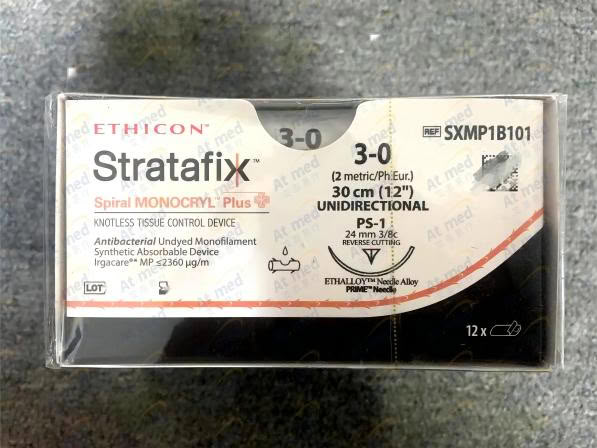 ETHICON™
Stratafix™
Spiral MONOCRYL™ Plus
KNOTLESS TISSUE CONTROL DEVICE
Antibacterial Undyed Monofilament
Synthetic Absorbable Device
Irgacare®* MP ≤2360 µg/m
LOT
3-0
3-0
(2 metric/Ph.Eur.)
30 cm (12")
UNIDIRECTIONAL
PS-1
24 mm 3/8c
REVERSE CUTTING
ETHALLOY™ Needle Alloy
PRIME™ Needle
REF SXMP1B101
12 x
At med